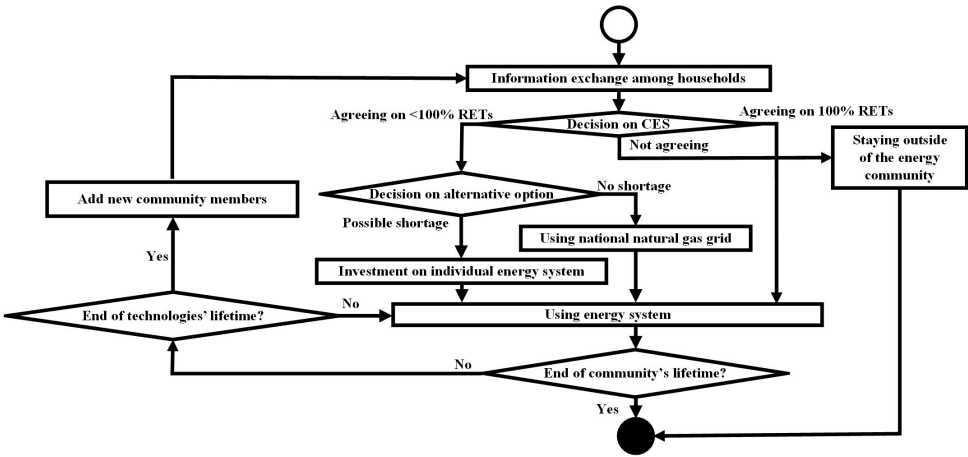 Information exchange among households
Agreeing on <100% RETs
Agreeing on 100% RETs
Decision on CES
Not agreeing
Staying outside
of the energy
community
Decision on alternative option
No shortage
Add new community members
Possible shortage
Using national natural gas grid
Yes
Investment on individual energy system
End of technologies' lifetime?
No
Using energy system
No
End of community's lifetime?
Yes